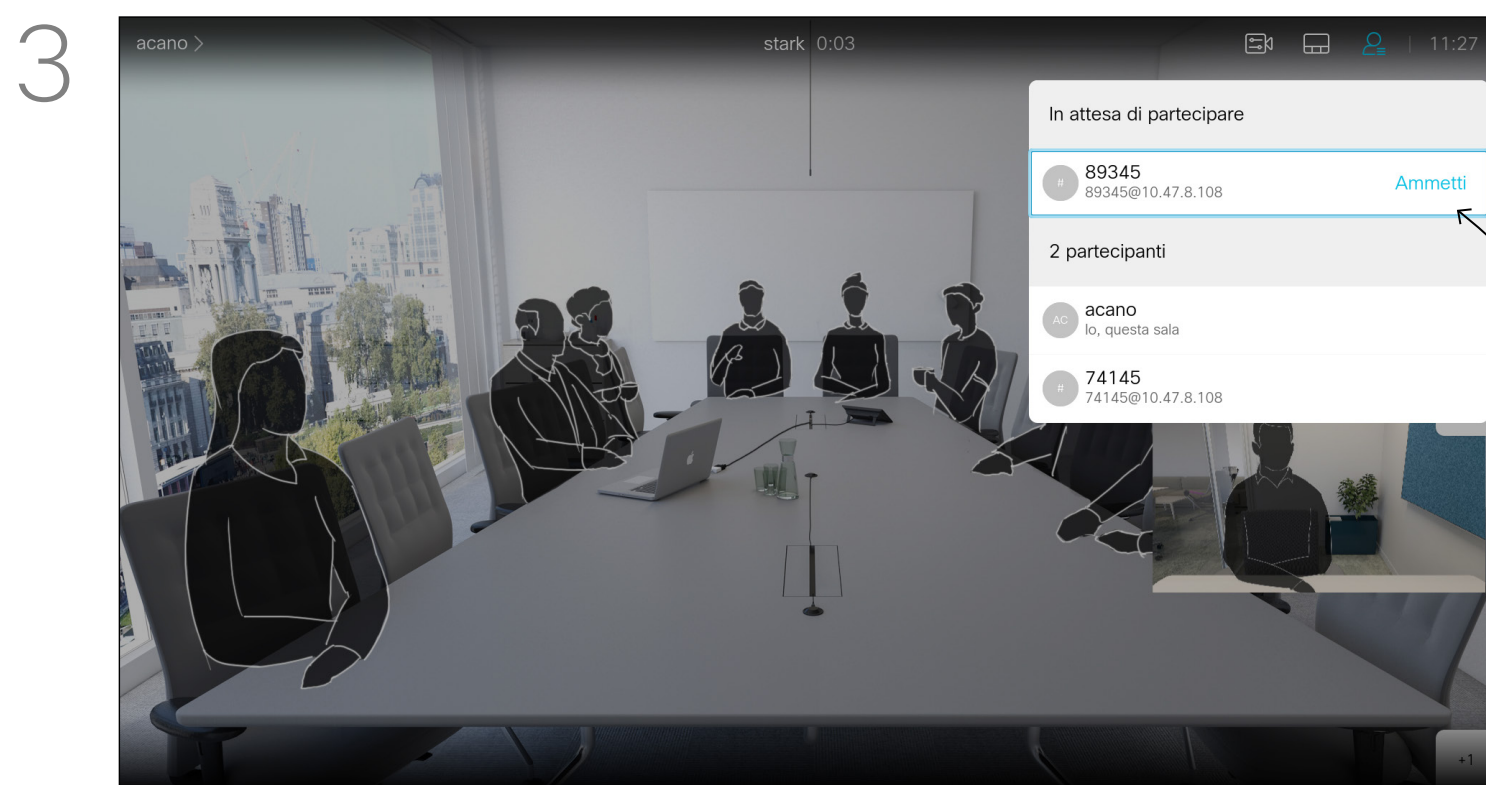 3
acano
stark 0:03
11:27
In attesa di partecipare
#
89345
89345@10.47.8.108
Ammetti
2 partecipanti
AC
acano
Io, questa sala
#
74145
74145@10.47.8.108
+1